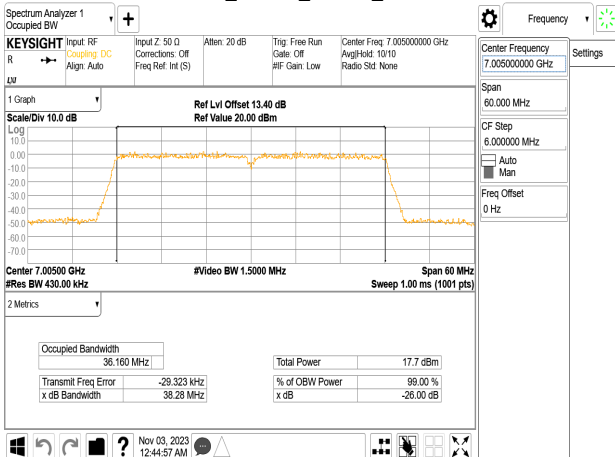 Spectrum Analyzer 1
Occupied BW
Frequency
KEYSIGHT
R
LXI
Input: RF
Coupling: DC
Align: Auto
Input Z: 50 Ω
Corrections: Off
Freq Ref: Int (S)
Atten: 20 dB
Trig: Free Run
Gate: Off
#IF Gain: Low
Center Freq: 7.005000000 GHz
Avg|Hold: 10/10
Radio Std: None
Center Frequency
7.005000000 GHz
Settings
Span
60.000 MHz
CF Step
6.000000 MHz
Auto
Man
Freq Offset
0 Hz
1 Graph
Scale/Div 10.0 dB
Ref Lvl Offset 13.40 dB
Ref Value 20.00 dBm
Log
10.0
0.00
-10.0
-20.0
-30.0
-40.0
-50.0
-60.0
-70.0
Center 7.00500 GHz
#Video BW 1.5000 MHz
Span 60 MHz
#Res BW 430.00 kHz
Sweep 1.00 ms (1001 pts)
2 Metrics
Occupied Bandwidth
36.160 MHz
Total Power 17.7 dBm
Transmit Freq Error -29.323 kHz
% of OBW Power 99.00 %
x dB Bandwidth 38.28 MHz
x dB -26.00 dB
?
Nov 03, 2023
12:44:57 AM